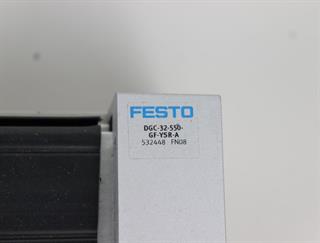 FESTO
DGC-32-550-
GF-YSR-A
532448 FN08